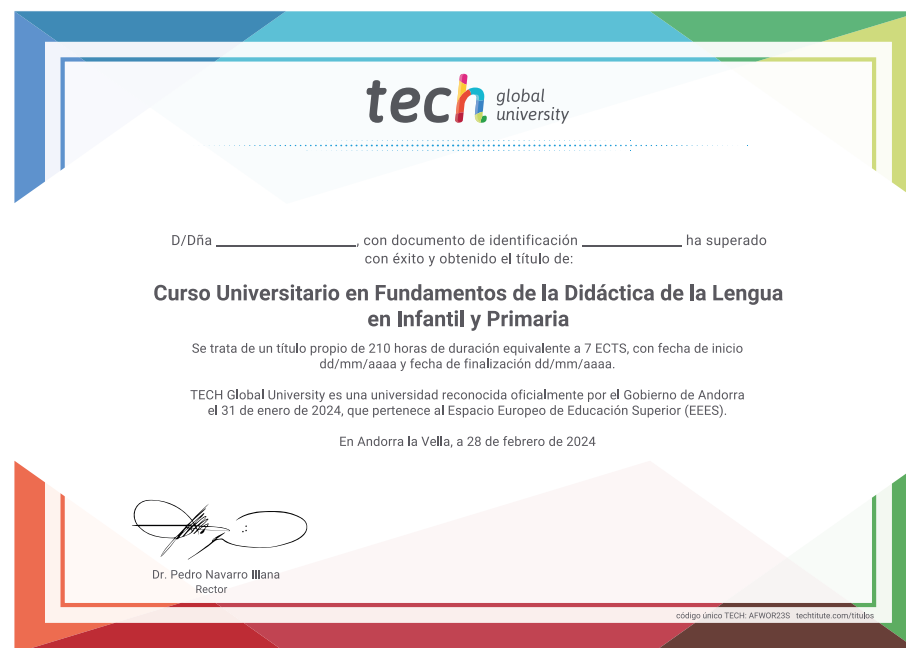 tech global university
D/Dña ____________________, con documento de identificación ______________ ha superado
con éxito y obtenido el título de:
Curso Universitario en Fundamentos de la Didáctica de la Lengua
en Infantil y Primaria
Se trata de un título propio de 210 horas de duración equivalente a 7 ECTS, con fecha de inicio
dd/mm/aaaa y fecha de finalización dd/mm/aaaa.
TECH Global University es una universidad reconocida oficialmente por el Gobierno de Andorra
el 31 de enero de 2024, que pertenece al Espacio Europeo de Educación Superior (EEES).
En Andorra la Vella, a 28 de febrero de 2024
Dr. Pedro Navarro Illana
Rector
código único TECH: AFWOR23S techtitute.com/titulos